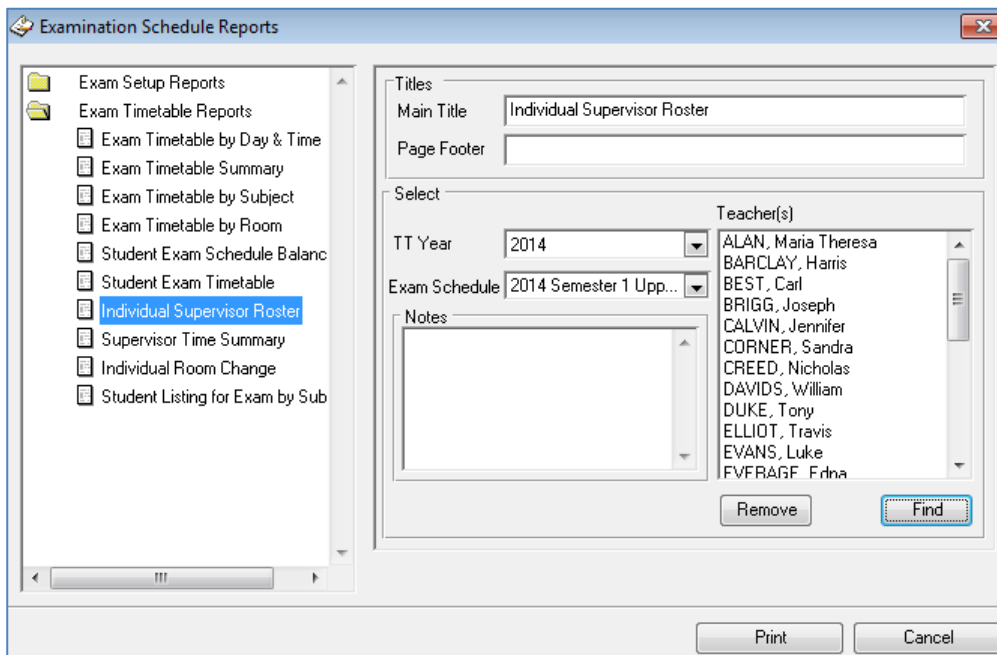 Examination Schedule Reports
Exam Setup Reports
Exam Timetable Reports
Exam Timetable by Day & Time
Exam Timetable Summary
Exam Timetable by Subject
Exam Timetable by Room
Student Exam Schedule Balanc
Student Exam Timetable
Individual Supervisor Roster
Supervisor Time Summary
Individual Room Change
Student Listing for Exam by Sub
Titles
Main Title
Individual Supervisor Roster
Page Footer
Select
TT Year
2014
Exam Schedule
2014 Semester 1 Upp...
Notes
Teacher(s)
ALAN, Maria Theresa
BARCLAY, Harris
BEST, Carl
BRIGG, Joseph
CALVIN, Jennifer
CORNER, Sandra
CREED, Nicholas
DAVIDS, William
DUKE, Tony
ELLIOT, Travis
EVANS, Luke
EVERAGE, Edna
Remove
Find
Print
Cancel